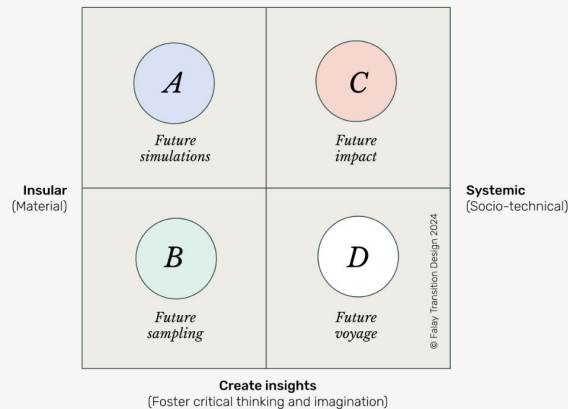 A
Future
simulations
C
Future
impact
Insular
(Material)
Systemic
(Socio-technical)
B
Future
sampling
D
Future
voyage
© Falay Transition Design 2024
Create insights
(Foster critical thinking and imagination)